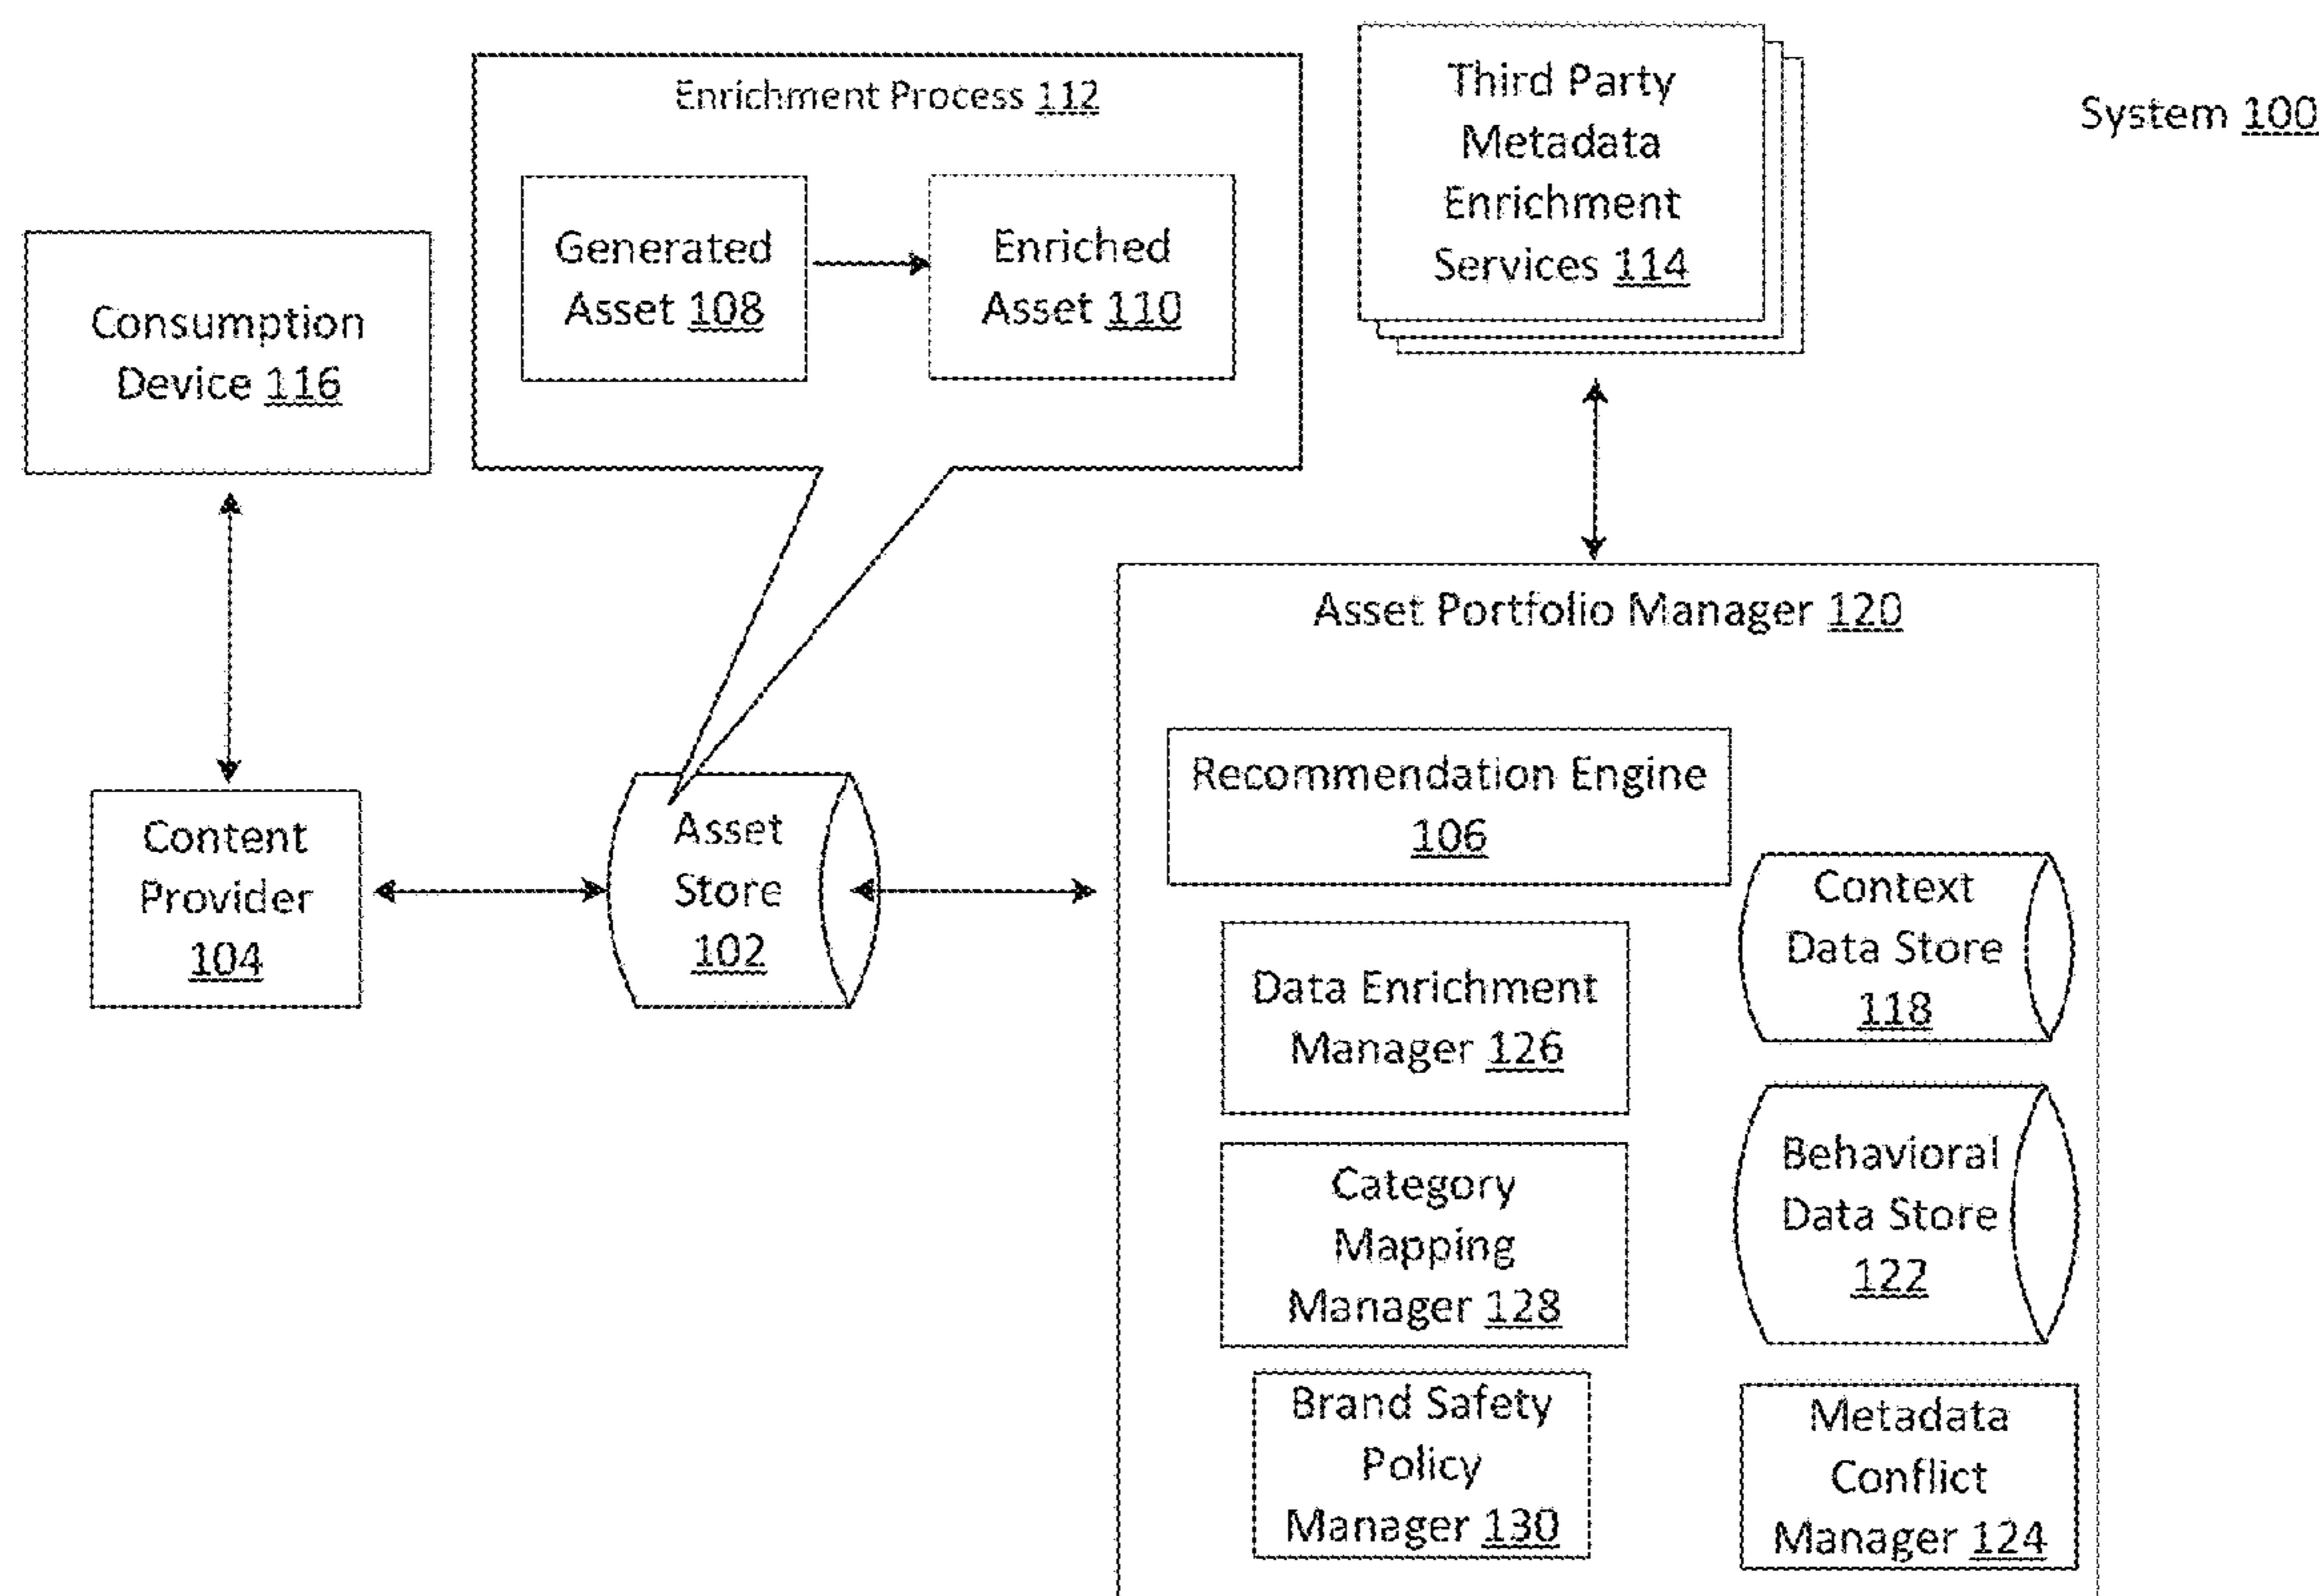 System 100
Enrichment Process 112
Generated
Asset 108
Enriched
Asset 110
Third Party
Metadata
Enrichment
Services 114
Consumption
Device 116
Content
Provider
104
Asset
Store
102
Asset Portfolio Manager 120
Recommendation Engine
106
Context
Data Store
118
Data Enrichment
Manager 126
Behavioral
Data Store
122
Category
Mapping
Manager 128
Brand Safety
Policy
Manager 130
Metadata
Conflict
Manager 124